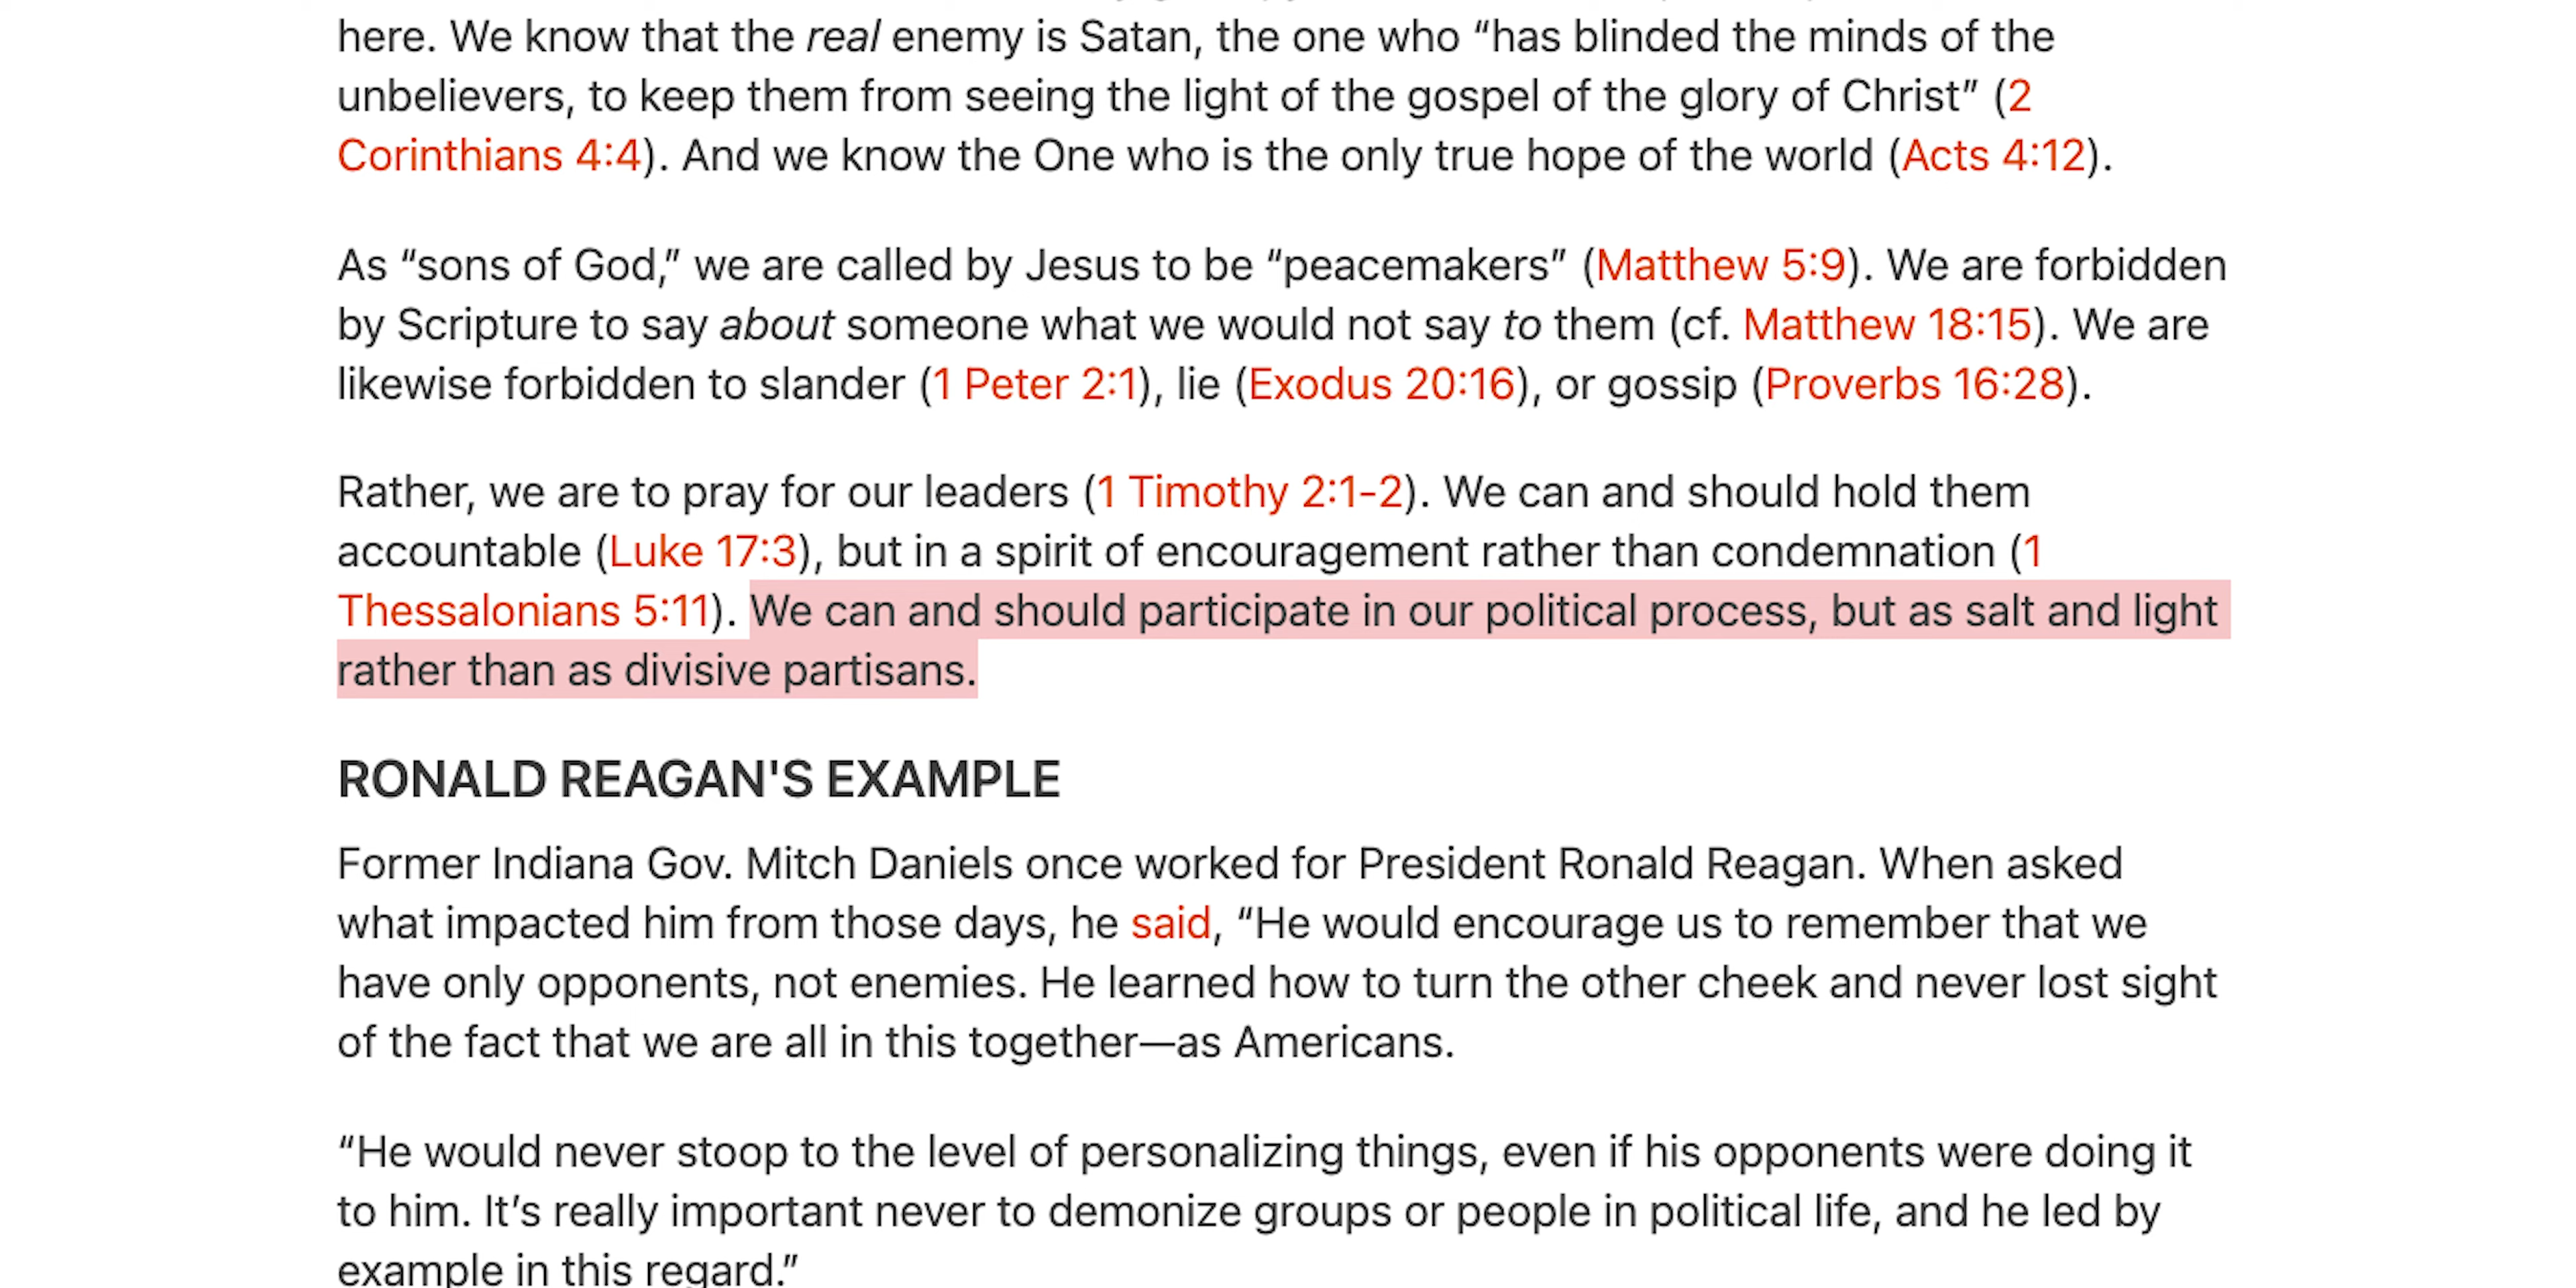 here. We know that the real enemy is Satan, the one who “has blinded the minds of the
unbelievers, to keep them from seeing the light of the gospel of the glory of Christ” (2
Corinthians 4:4). And we know the One who is the only true hope of the world (Acts 4:12).
As “sons of God,” we are called by Jesus to be “peacemakers” (Matthew 5:9). We are forbidden
by Scripture to say about someone what we would not say to them (cf. Matthew 18:15). We are
likewise forbidden to slander (1 Peter 2:1), lie (Exodus 20:16), or gossip (Proverbs 16:28).
Rather, we are to pray for our leaders (1 Timothy 2:1-2). We can and should hold them
accountable (Luke 17:3), but in a spirit of encouragement rather than condemnation (1
Thessalonians 5:11). We can and should participate in our political process, but as salt and light
rather than as divisive partisans.
RONALD REAGAN'S EXAMPLE
Former Indiana Gov. Mitch Daniels once worked for President Ronald Reagan. When asked
what impacted him from those days, he said, “He would encourage us to remember that we
have only opponents, not enemies. He learned how to turn the other cheek and never lost sight
of the fact that we are all in this together—as Americans.
“He would never stoop to the level of personalizing things, even if his opponents were doing it
to him. It’s really important never to demonize groups or people in political life, and he led by
example in this regard.”